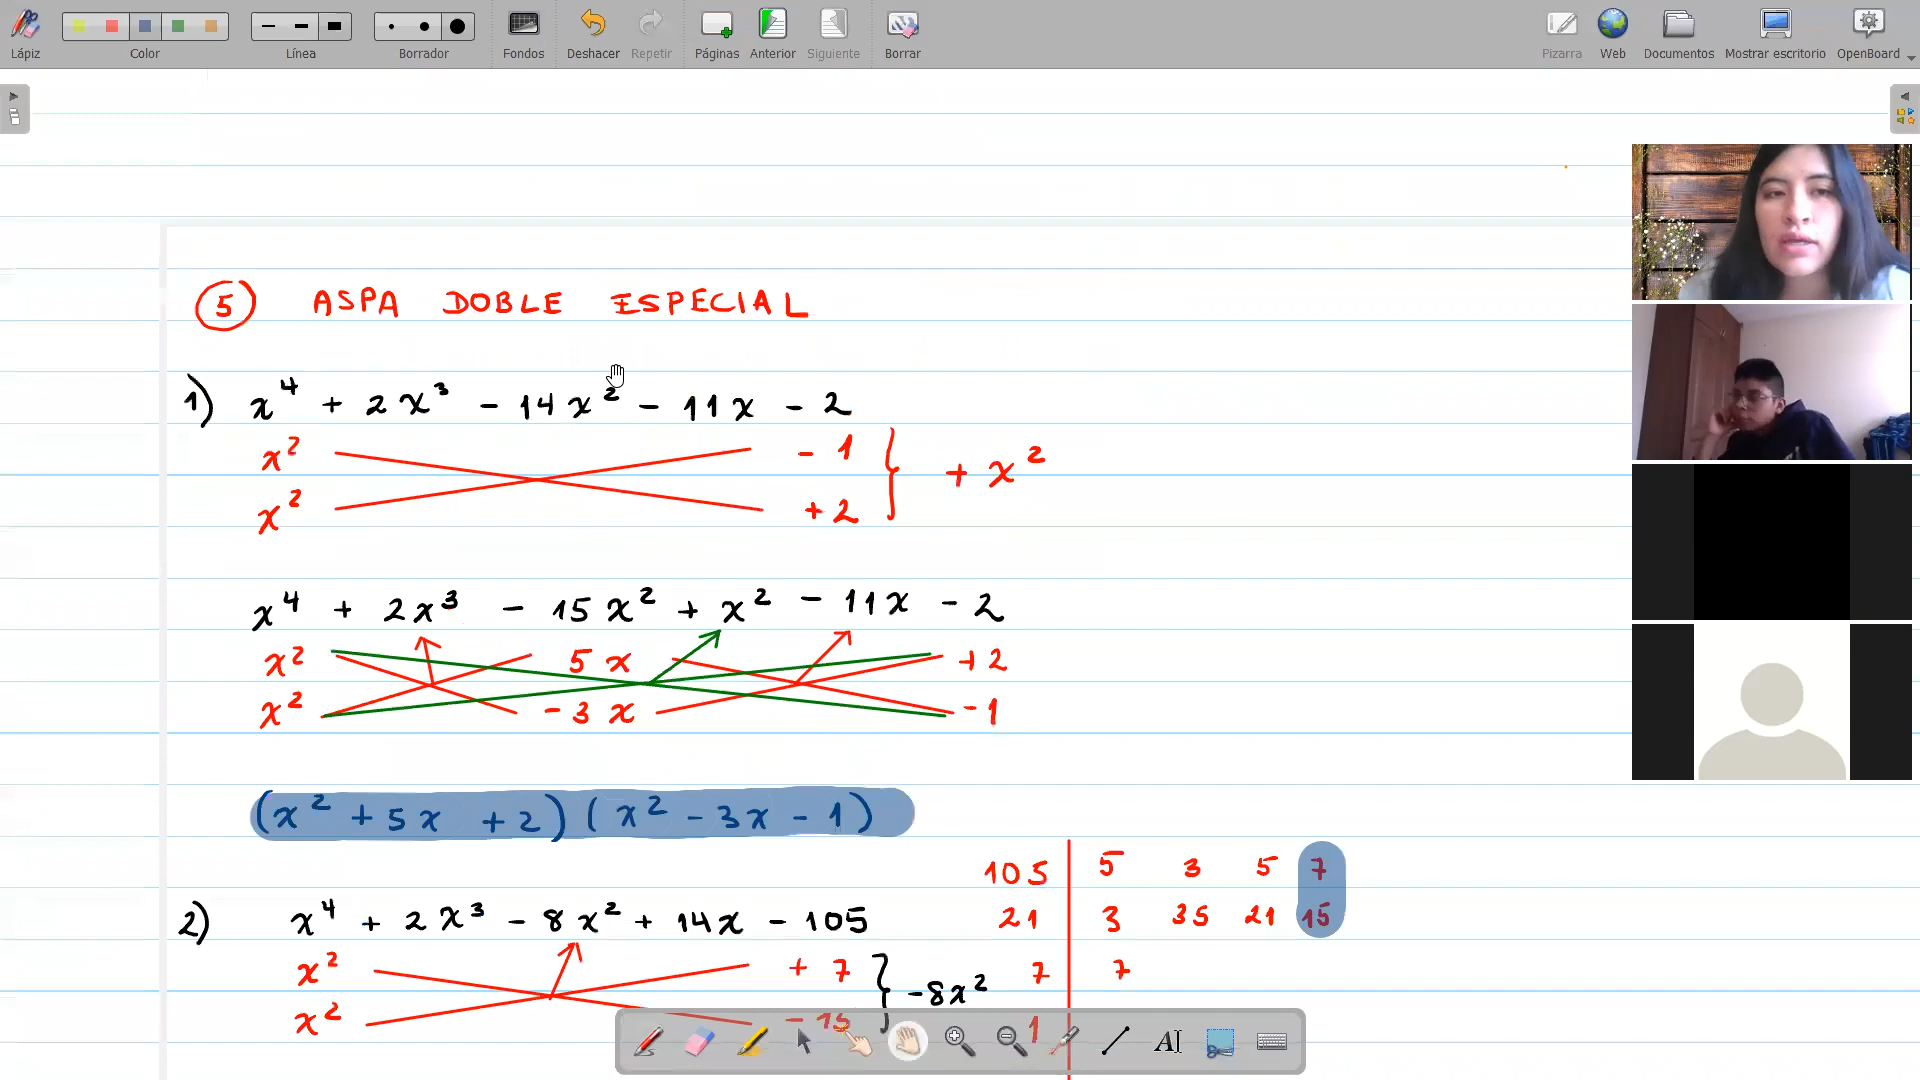 Lápiz Color Línea Borrador Fondos Deshacer Repetir Páginas Anterior Siguiente Borrar Pizarra Web Documentos Mostrar escritorio OpenBoard
5 ASPA DOBLE ESPECIAL
1) x⁴ + 2x³ - 14x² - 11x - 2
x² - 1
+ x²
x² + 2
x⁴ + 2x³ - 15x² + x² - 11x - 2
x² 5x + 2
x² - 3x - 1
(x² + 5x + 2)(x² - 3x - 1)
105 5 3 5 7
2) x⁴ + 2x³ - 8x² + 14x - 105 21 3 35 21 15
x² + 7 7 7
-8x²
x² - 15 1